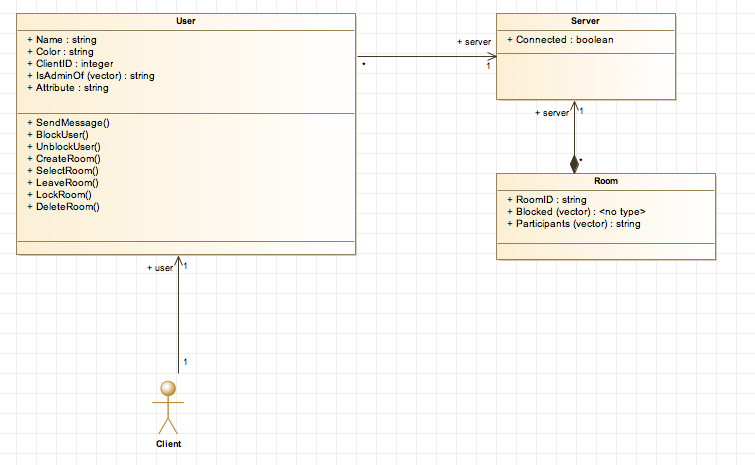 User
+ Name : string
+ Color : string
+ ClientID : integer
+ IsAdminOf (vector) : string
+ Attribute : string
+ SendMessage()
+ BlockUser()
+ UnblockUser()
+ CreateRoom()
+ SelectRoom()
+ LeaveRoom()
+ LockRoom()
+ DeleteRoom()
*
+ server
1
Server
+ Connected : boolean
+ server
1
*
Room
+ RoomID : string
+ Blocked (vector) : <no type>
+ Participants (vector) : string
+ user
1
1
Client